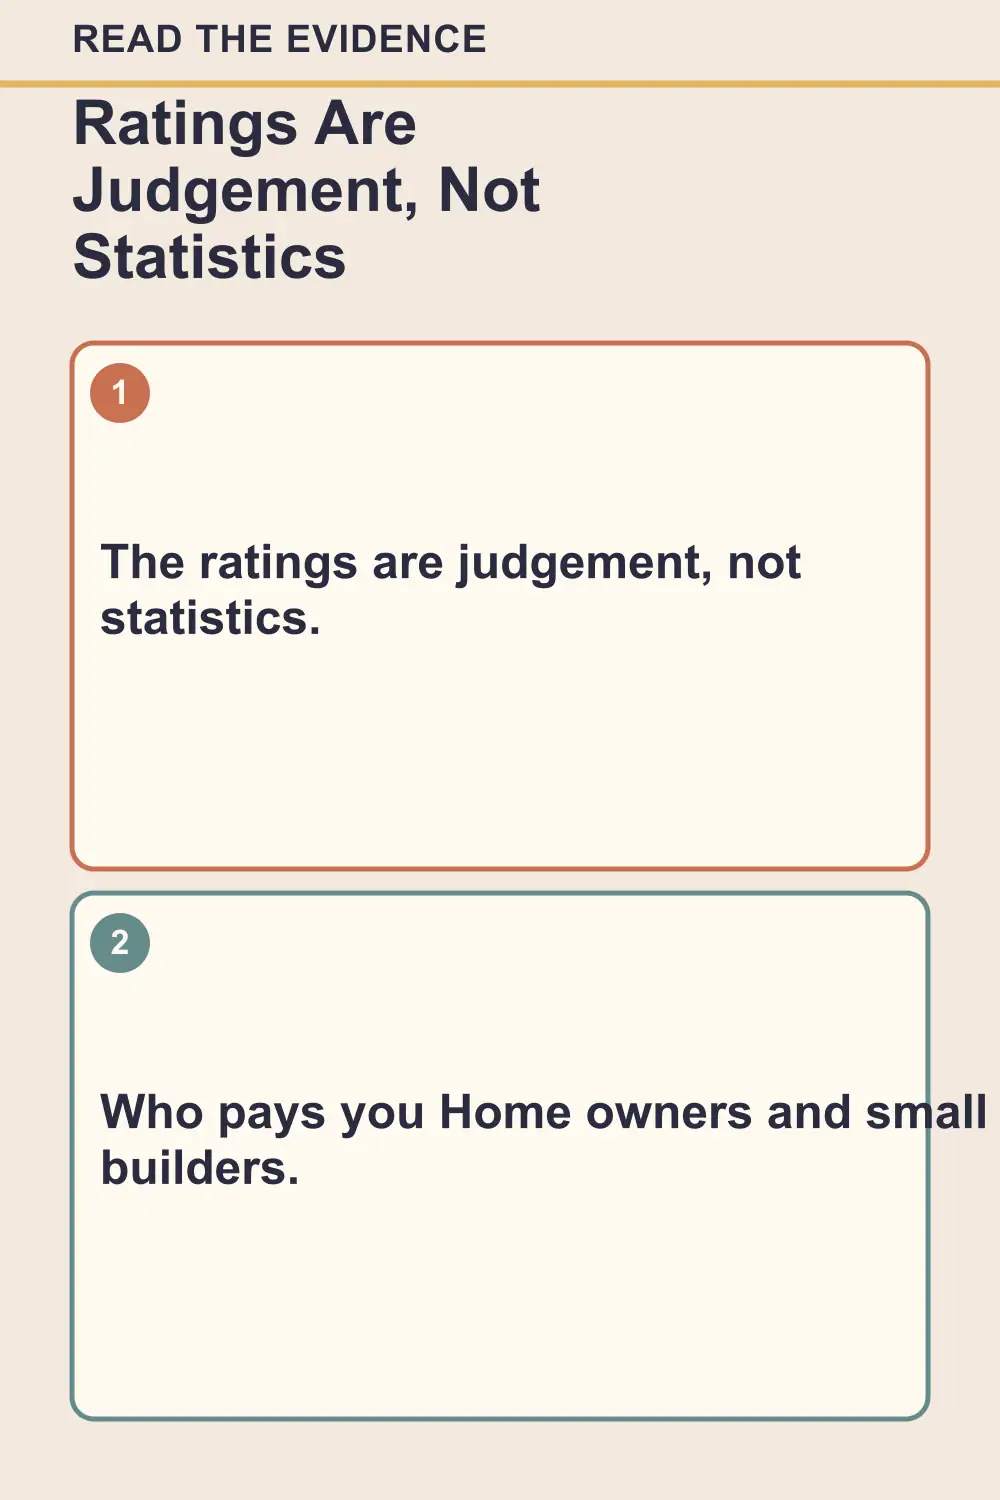 READ THE EVIDENCE
Ratings Are
Judgement, Not
Statistics
1
The ratings are judgement, not
statistics.
2
Who pays you Home owners and small
builders.